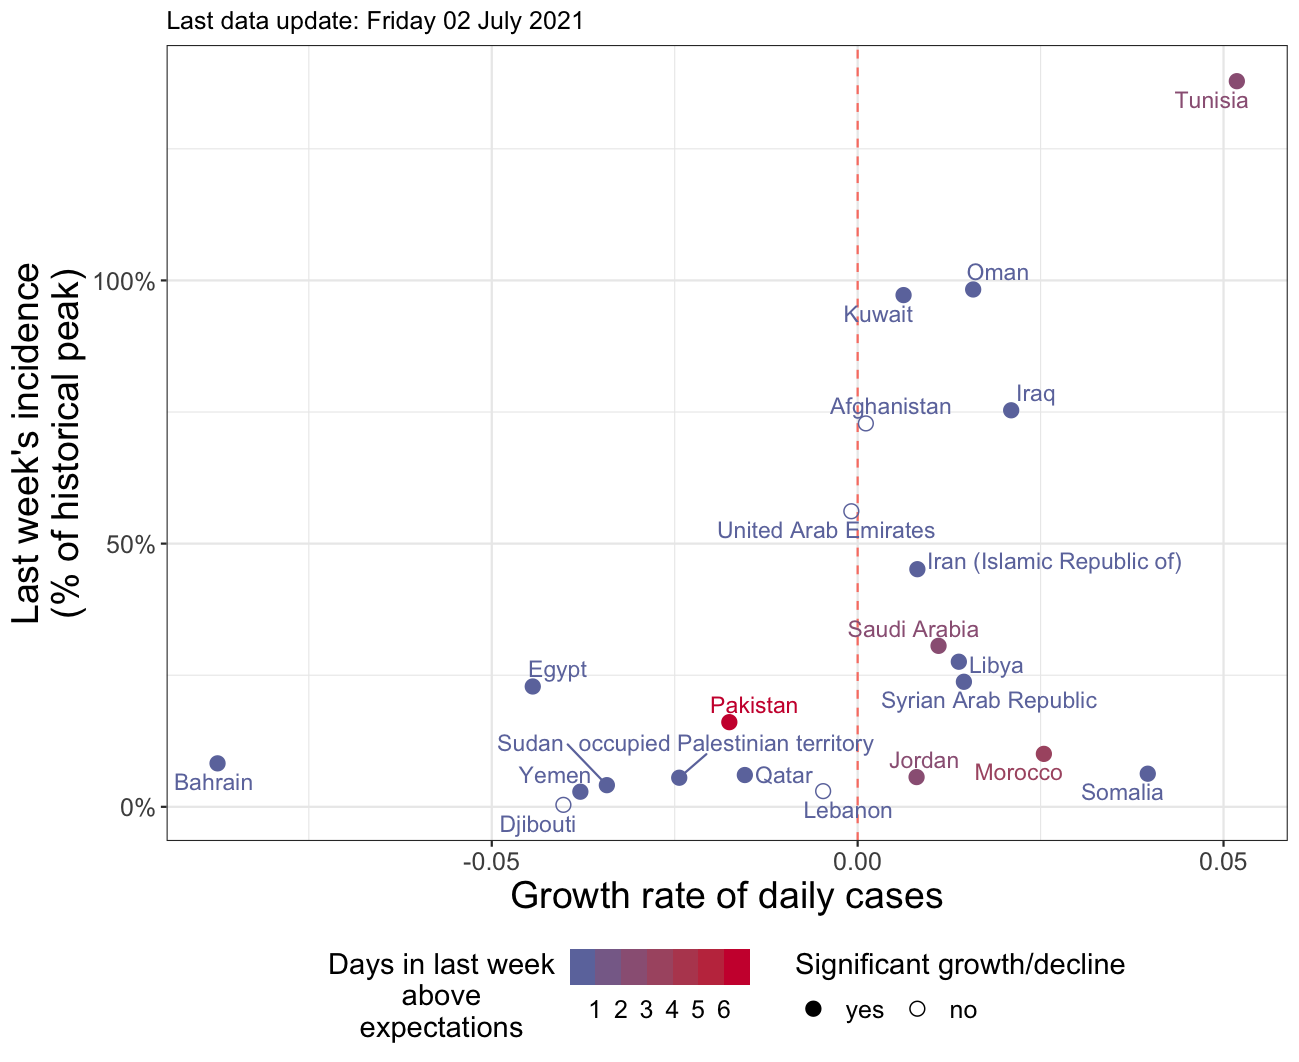 Last data update: Friday 02 July 2021
Last week's incidence
(% of historical peak)
100%
50%
0%
Tunisia
Oman
Kuwait
Iraq
Afghanistan
United Arab Emirates
Iran (Islamic Republic of)
Saudi Arabia
Libya
Egypt
Syrian Arab Republic
Pakistan
Sudan
occupied Palestinian territory
Jordan
Morocco
Yemen
Qatar
Bahrain
Somalia
Lebanon
Djibouti
-0.05 0.00 0.05
Growth rate of daily cases
Days in last week
above
expectations
1 2 3 4 5 6
Significant growth/decline
yes no